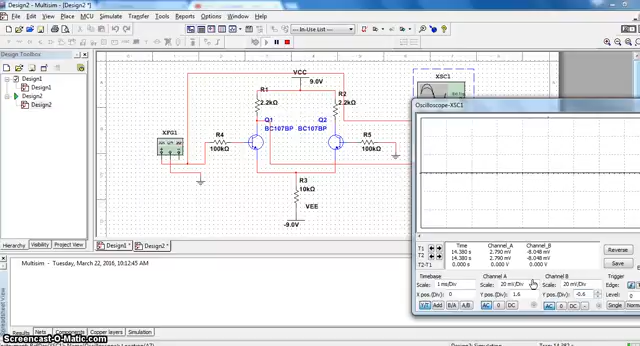 Design2 - Multisim - [Design2 *]
File Edit View Place MCU Simulate Transfer Tools Reports Options Window Help
---In-Use List---
Design Toolbox
Design1
Design1
Design2
Design2
Hierarchy Visibility Project View
VCC
9.0V
R1
2.2kΩ
R2
2.2kΩ
Q1
BC107BP
Q2
BC107BP
XFG1
R4
100kΩ
R5
100kΩ
R3
10kΩ
VEE
-9.0V
XSC1
Design1 * Design2 *
Oscilloscope-XSC1
Time Channel_A Channel_B
T1 14.380 s 2.790 mV -8.048 mV
T2 14.380 s 2.790 mV -8.048 mV
T2-T1 0.000 s 0.000 V 0.000 V
Reverse
Save
Timebase
Scale: 1 ms/Div
X pos.(Div): 0
Y/T Add B/A A/B
Channel A
Scale: 20 mV/Div
Y pos.(Div): 1.6
AC 0 DC
Channel B
Scale: 20 mV/Div
Y pos.(Div): -0.6
AC 0 DC -
Trigger
Edge:
Level:
Single Normal
Multisim - Tuesday, March 22, 2016, 10:12:45 AM
Spreadsheet View
Results Nets Components Copper layers Simulation
Screencast-O-Matic.com